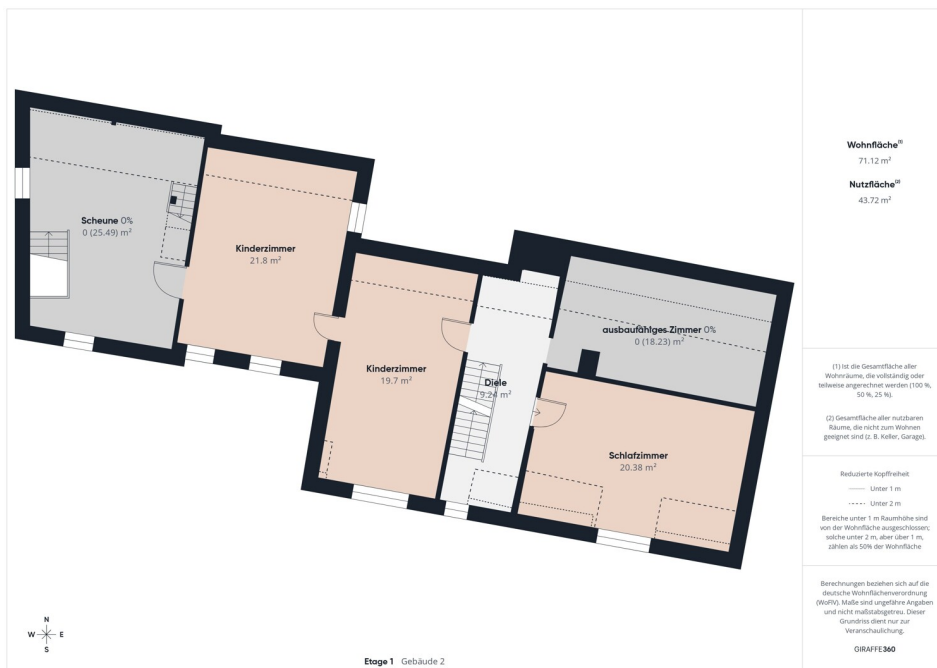 Scheune 0%
0 (25.49) m²
Kinderzimmer
21.8 m²
Kinderzimmer
19.7 m²
Diele
9.24 m²
ausbaufähiges Zimmer 0%
0 (18.23) m²
Schlafzimmer
20.38 m²
N
W E
S
Etage 1 Gebäude 2
Wohnfläche(1)
71.12 m²
Nutzfläche(2)
43.72 m²
(1) Ist die Gesamtfläche aller
Wohnräume, die vollständig oder
teilweise angerechnet werden (100 %,
50 %, 25 %).
(2) Gesamtfläche aller nutzbaren
Räume, die nicht zum Wohnen
geeignet sind (z. B. Keller, Garage).
Reduzierte Kopffreiheit
Unter 1 m
Unter 2 m
Bereiche unter 1 m Raumhöhe sind
von der Wohnfläche ausgeschlossen;
solche unter 2 m, aber über 1 m,
zählen als 50% der Wohnfläche
Berechnungen beziehen sich auf die
deutsche Wohnflächenverordnung
(WoFlV). Maße sind ungefähre Angaben
und nicht maßstabsgetreu. Dieser
Grundriss dient nur zur
Veranschaulichung.
GIRAFFE360